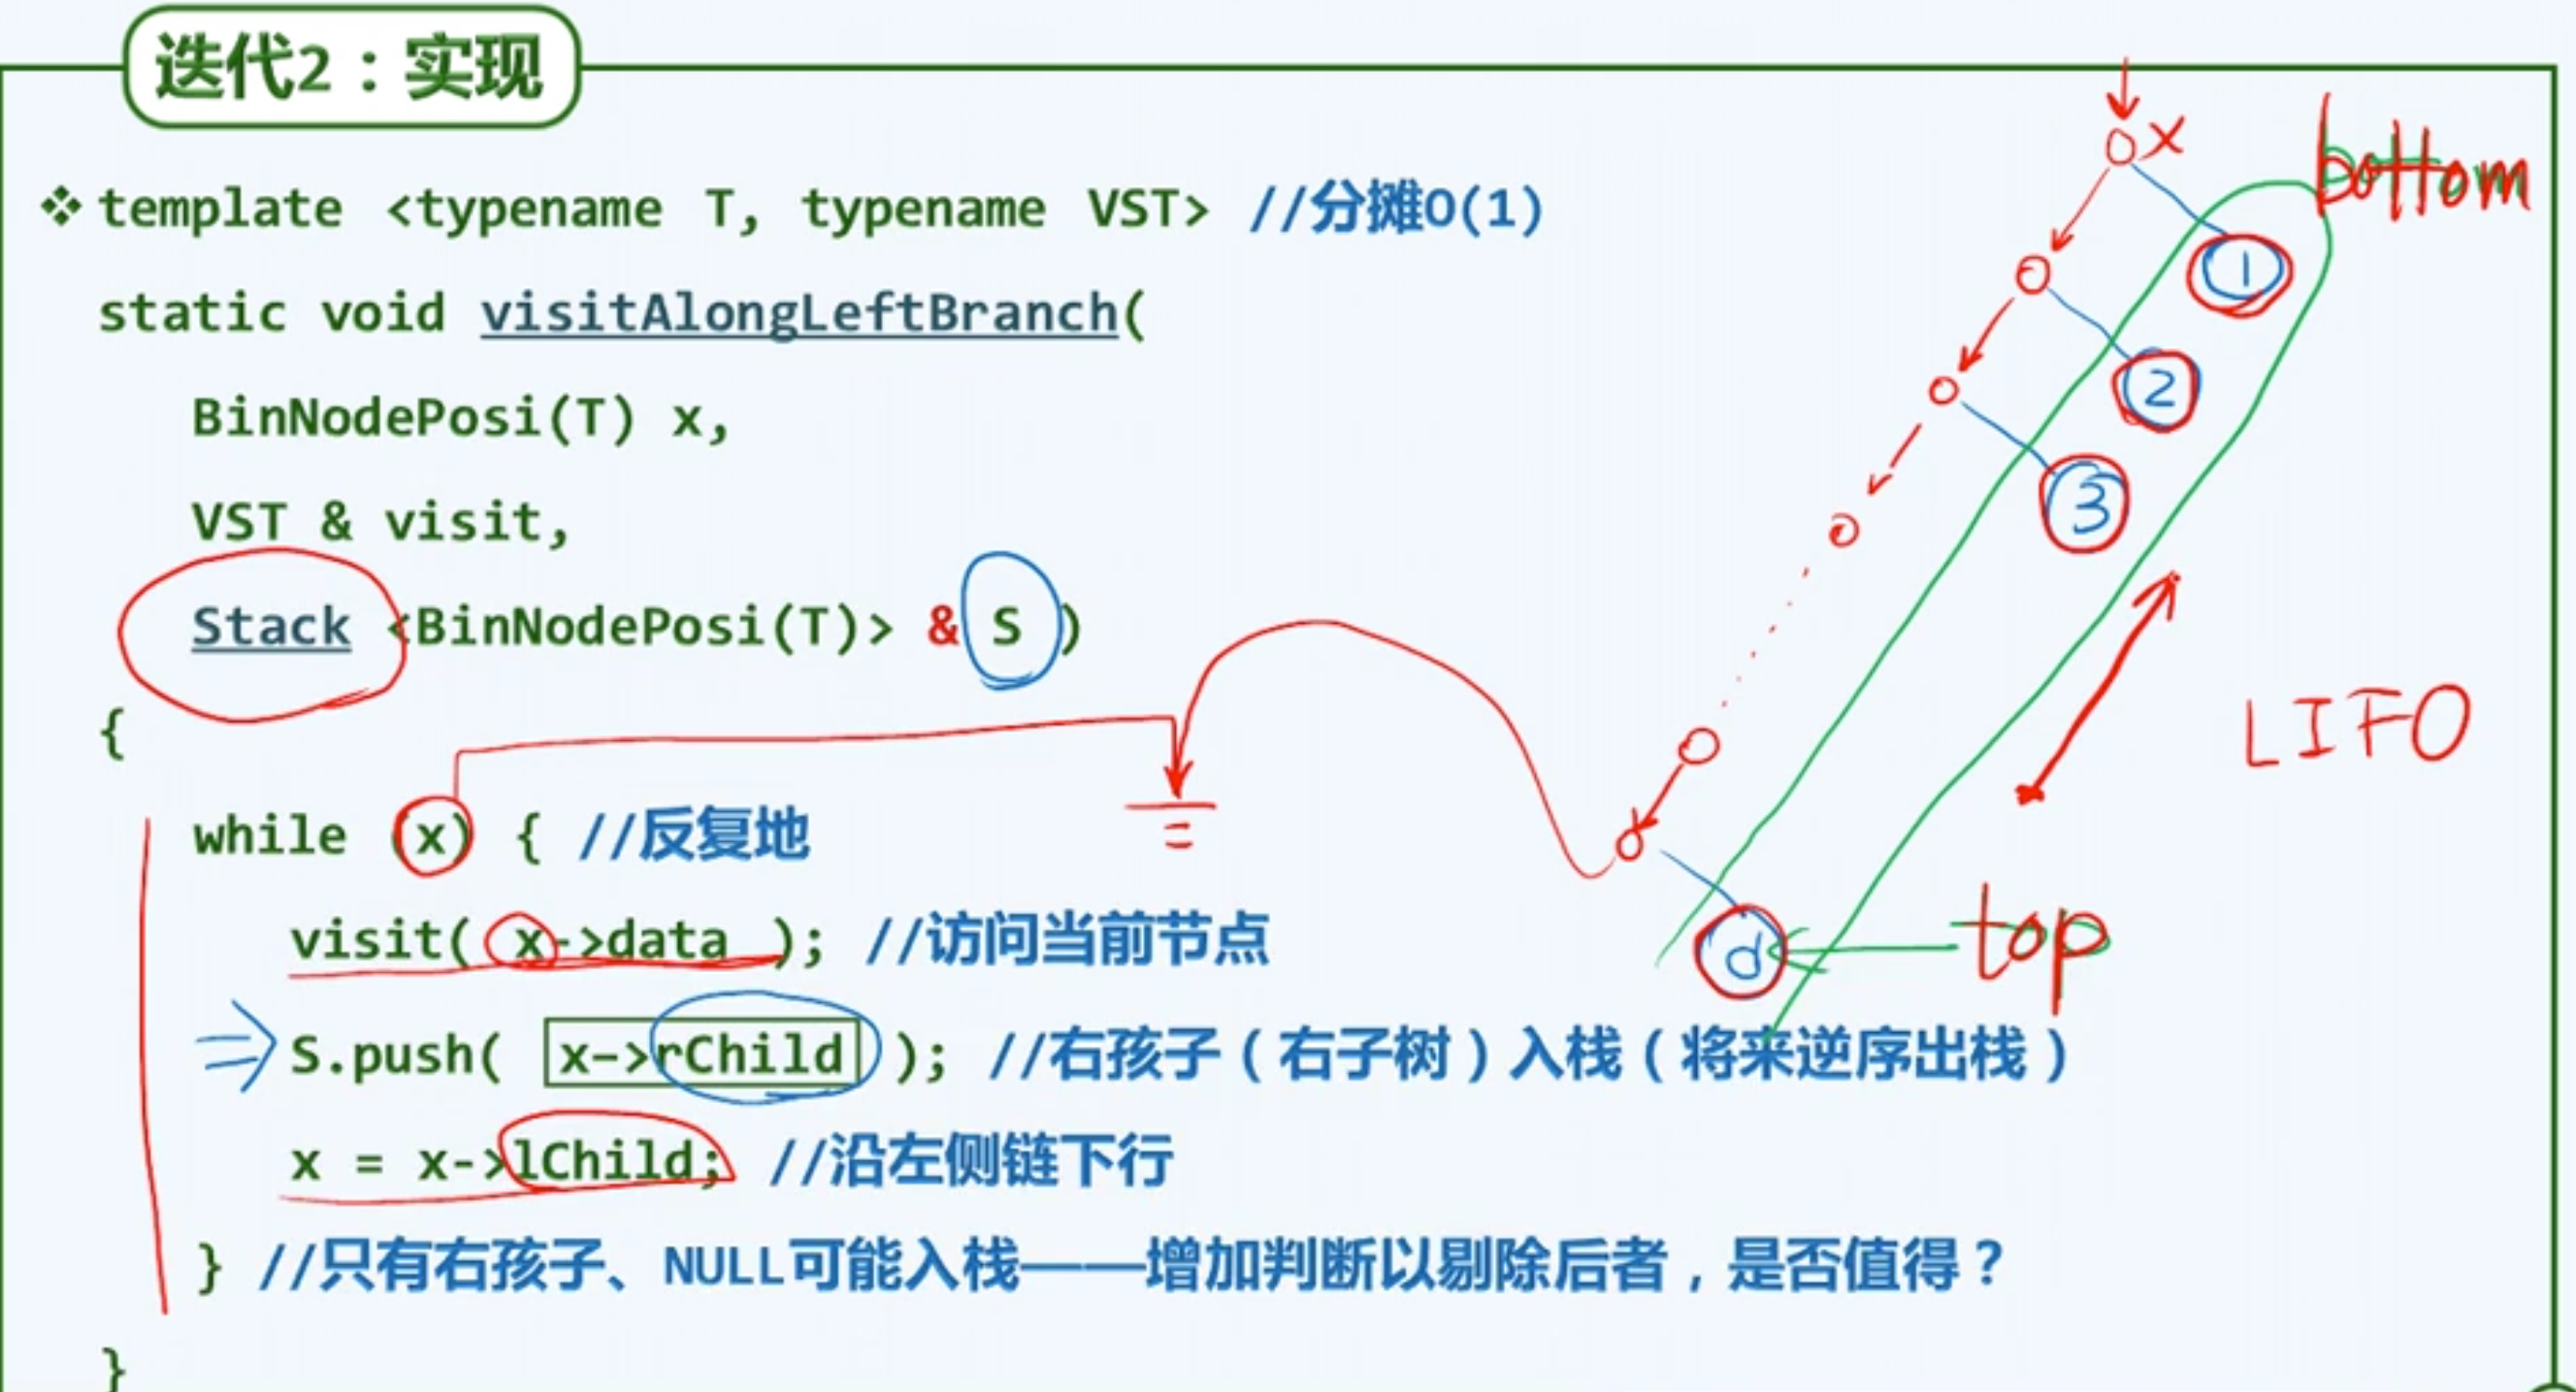 迭代2：实现
❖ template <typename T, typename VST> //分摊O(1)
static void visitAlongLeftBranch(
BinNodePosi(T) x,
VST & visit,
Stack <BinNodePosi(T)> & S )
{
while (x) { //反复地
visit( x->data ); //访问当前节点
S.push( x->rChild ); //右孩子（右子树）入栈（将来逆序出栈）
x = x->lChild; //沿左侧链下行
} //只有右孩子、NULL可能入栈——增加判断以剔除后者，是否值得？
}
x
bottom
1
2
3
LIFO
d
top